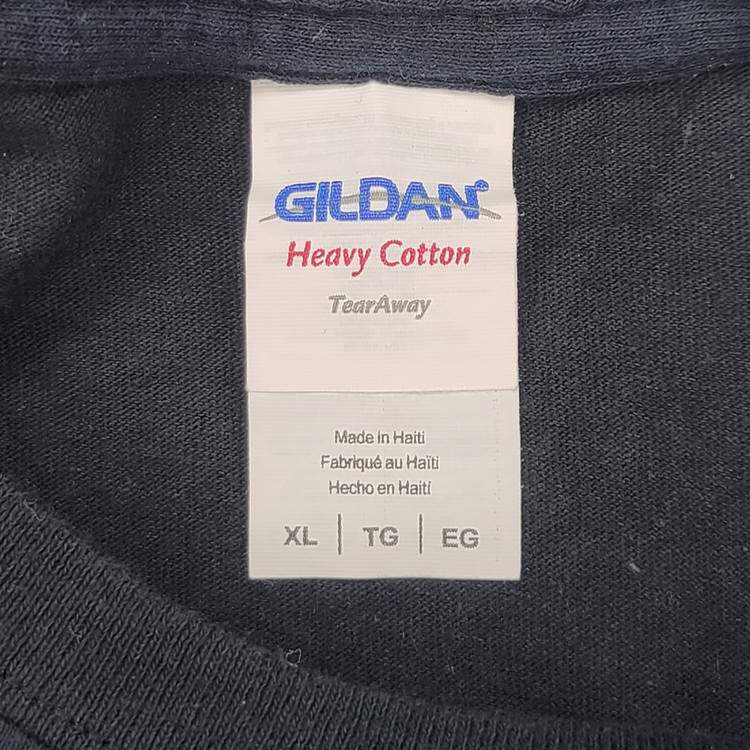 GILDAN®
Heavy Cotton
TearAway
Made in Haiti
Fabriqué au Haïti
Hecho en Haití
XL | TG | EG